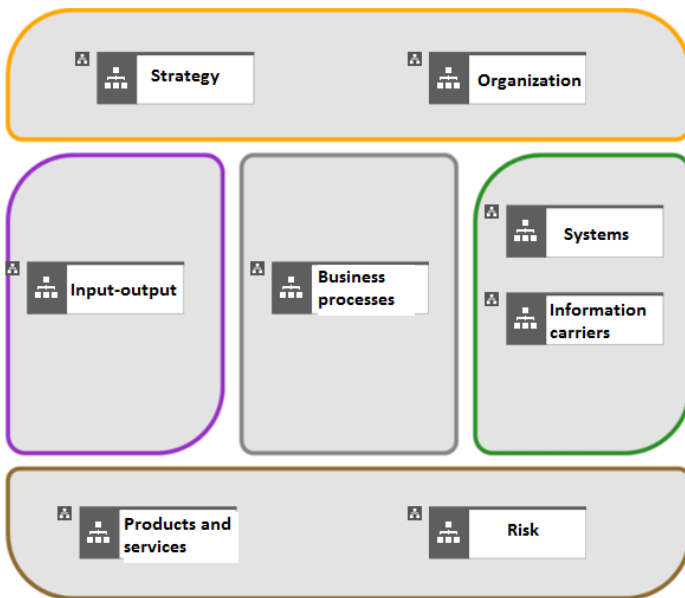 Strategy
Organization
Input-output
Business
processes
Systems
Information
carriers
Products and
services
Risk